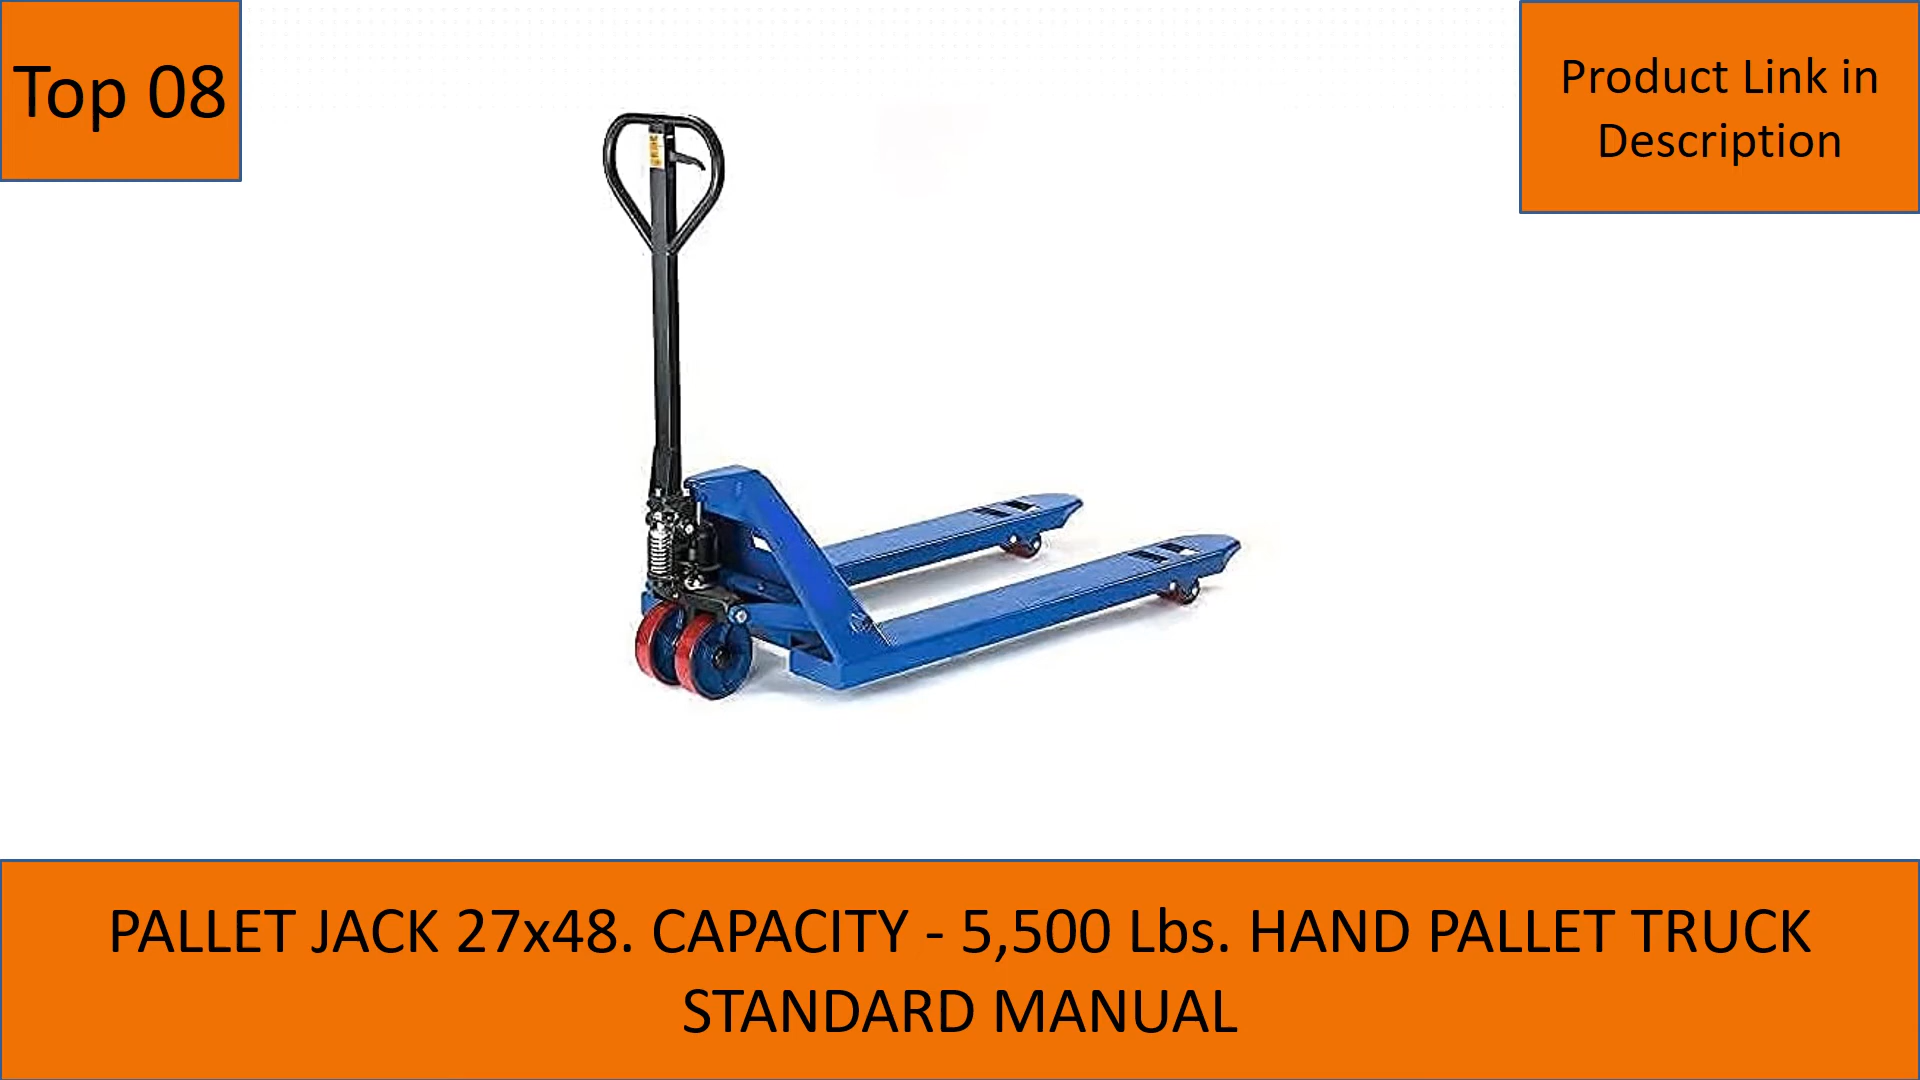 Top 08
Product Link in
Description
PALLET JACK 27x48. CAPACITY - 5,500 Lbs. HAND PALLET TRUCK
STANDARD MANUAL